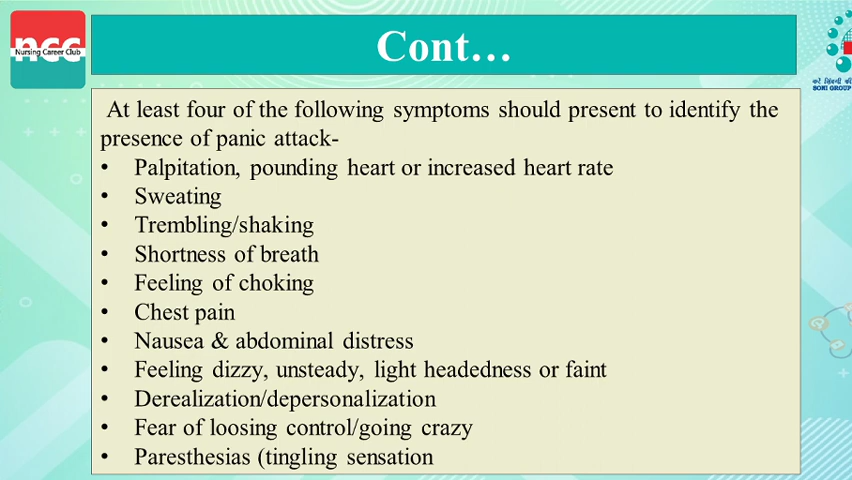 ncc
Nursing Career Club
Cont…
SONI GROUP
At least four of the following symptoms should present to identify the
presence of panic attack-
• Palpitation, pounding heart or increased heart rate
• Sweating
• Trembling/shaking
• Shortness of breath
• Feeling of choking
• Chest pain
• Nausea & abdominal distress
• Feeling dizzy, unsteady, light headedness or faint
• Derealization/depersonalization
• Fear of loosing control/going crazy
• Paresthesias (tingling sensation